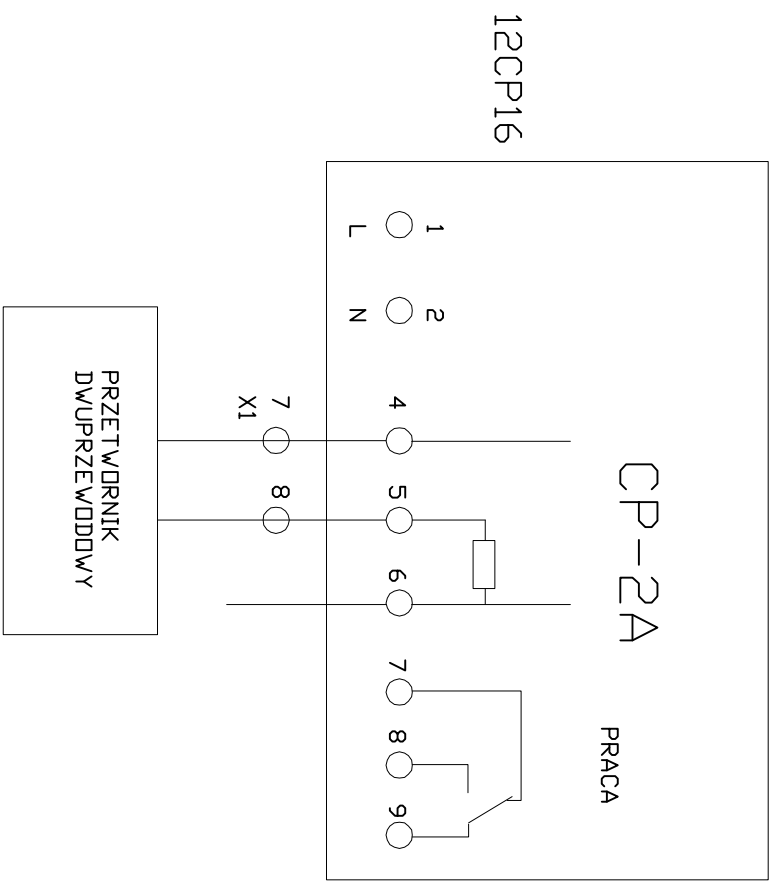 CP-2A
PRACA
12CP16
1 2
4 5 6 7 8 9
L N
7 8
X1
PRZETWORNIK
DWUPRZEWODOWY